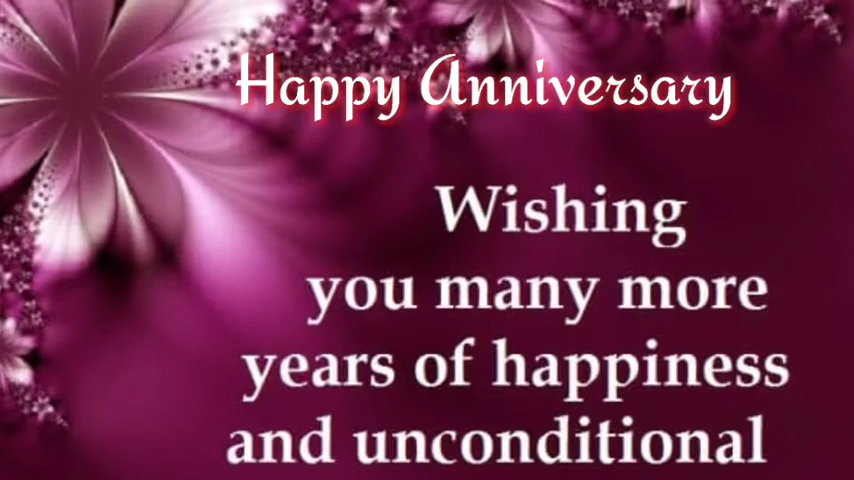 Happy Anniversary
Wishing
you many more
years of happiness
and unconditional